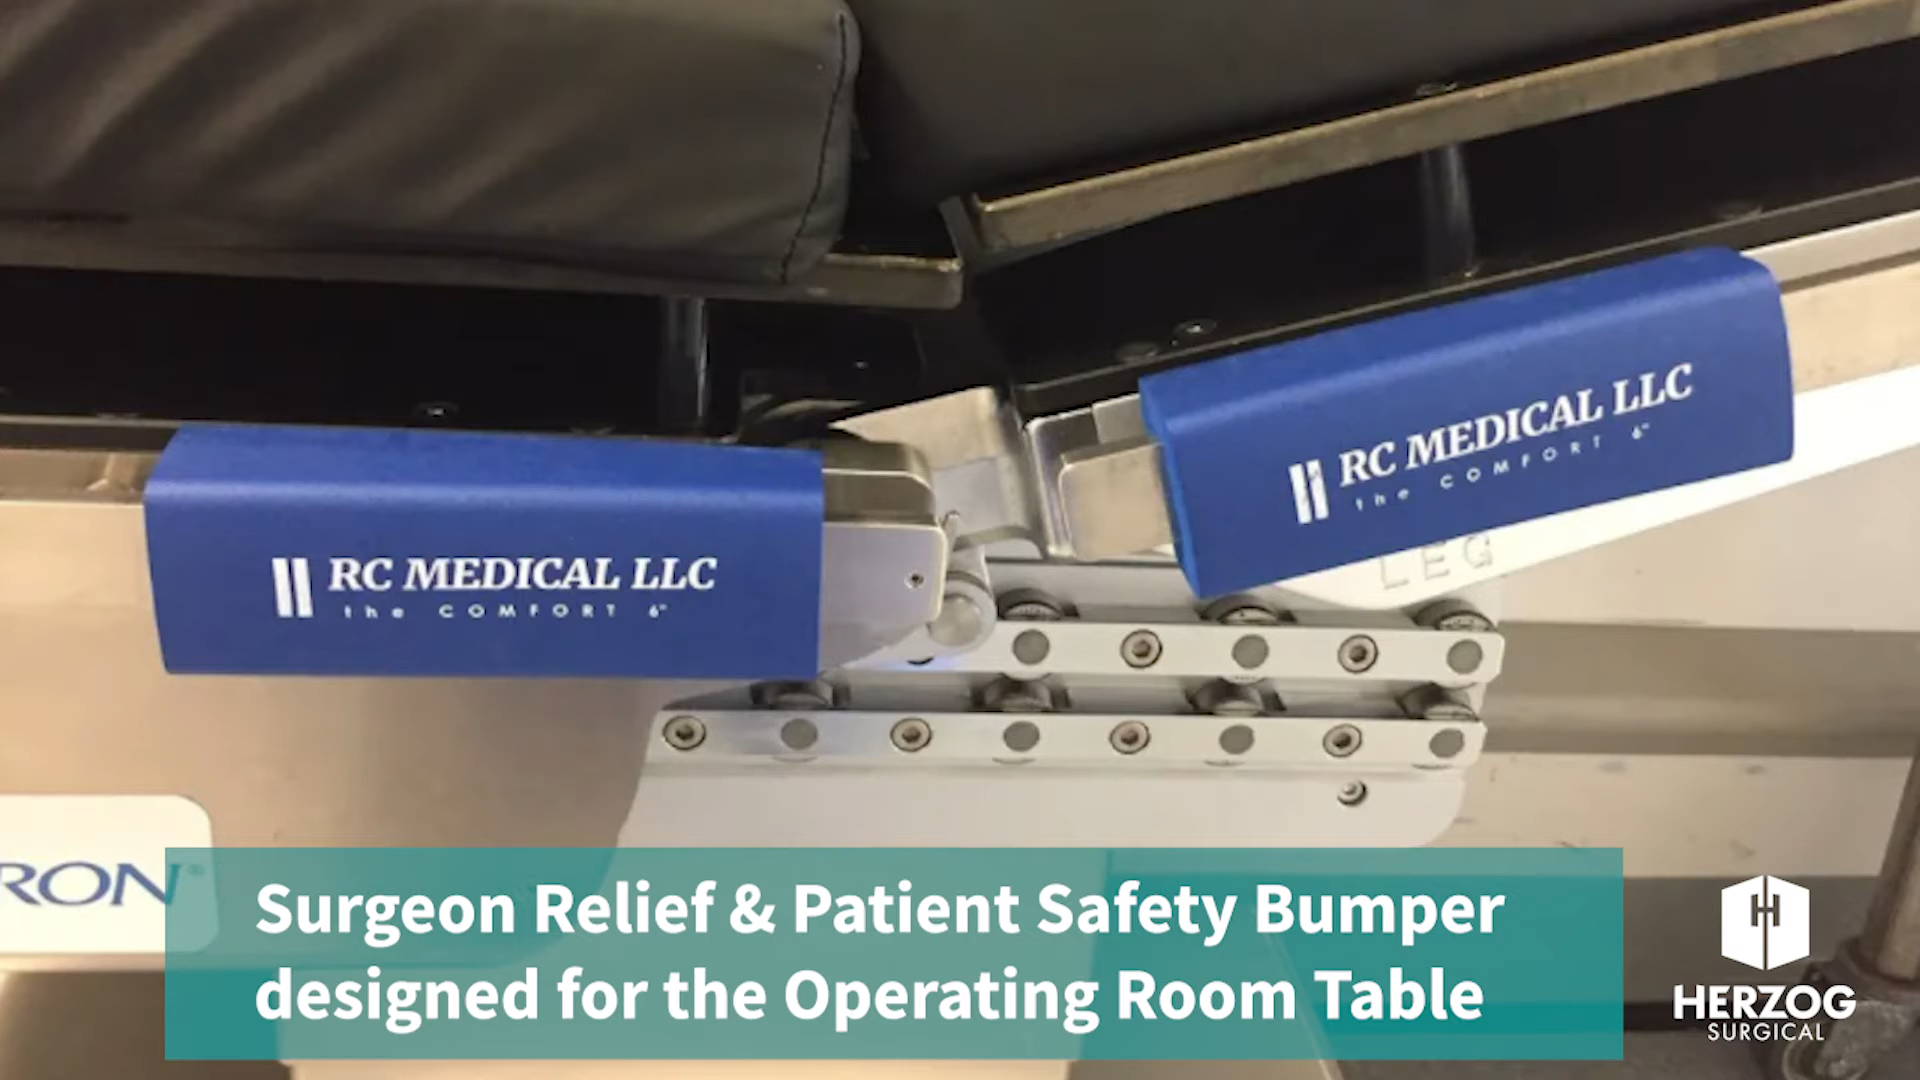 RC MEDICAL LLC
the COMFORT 6"
RC MEDICAL LLC
the COMFORT 6"
LEG
RON®
Surgeon Relief & Patient Safety Bumper
designed for the Operating Room Table
HERZOG
SURGICAL